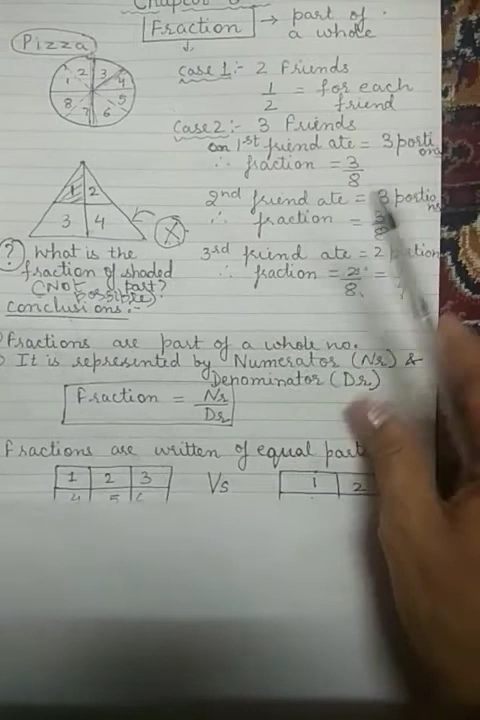 Chapter
Fraction → part of
a whole
Pizza
1 2 3 4 5 6 7 8
Case 1:- 2 Friends
1/2 = for each
friend
Case 2:- 3 Friends
on 1st friend ate = 3 portions
∴ fraction = 3/8
2nd friend ate = 3 portions
∴ fraction = 3/8
3rd friend ate = 2 portions
∴ fraction = 2/8 =
1 2
3 4
? What is the
fraction of shaded
part?
(Not possible)
Conclusions:-
Fractions are part of a whole no.
It is represented by Numerator (Nr) &
Denominator (Dr)
Fraction = Nr/Dr
Fractions are written of equal part
1 2 3 Vs 1 2
4 5 6